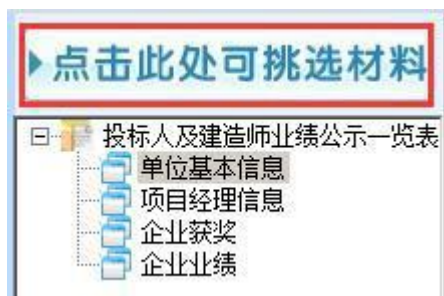 点击此处可挑选材料
投标人及建造师业绩公示一览表
单位基本信息
项目经理信息
企业获奖
企业业绩